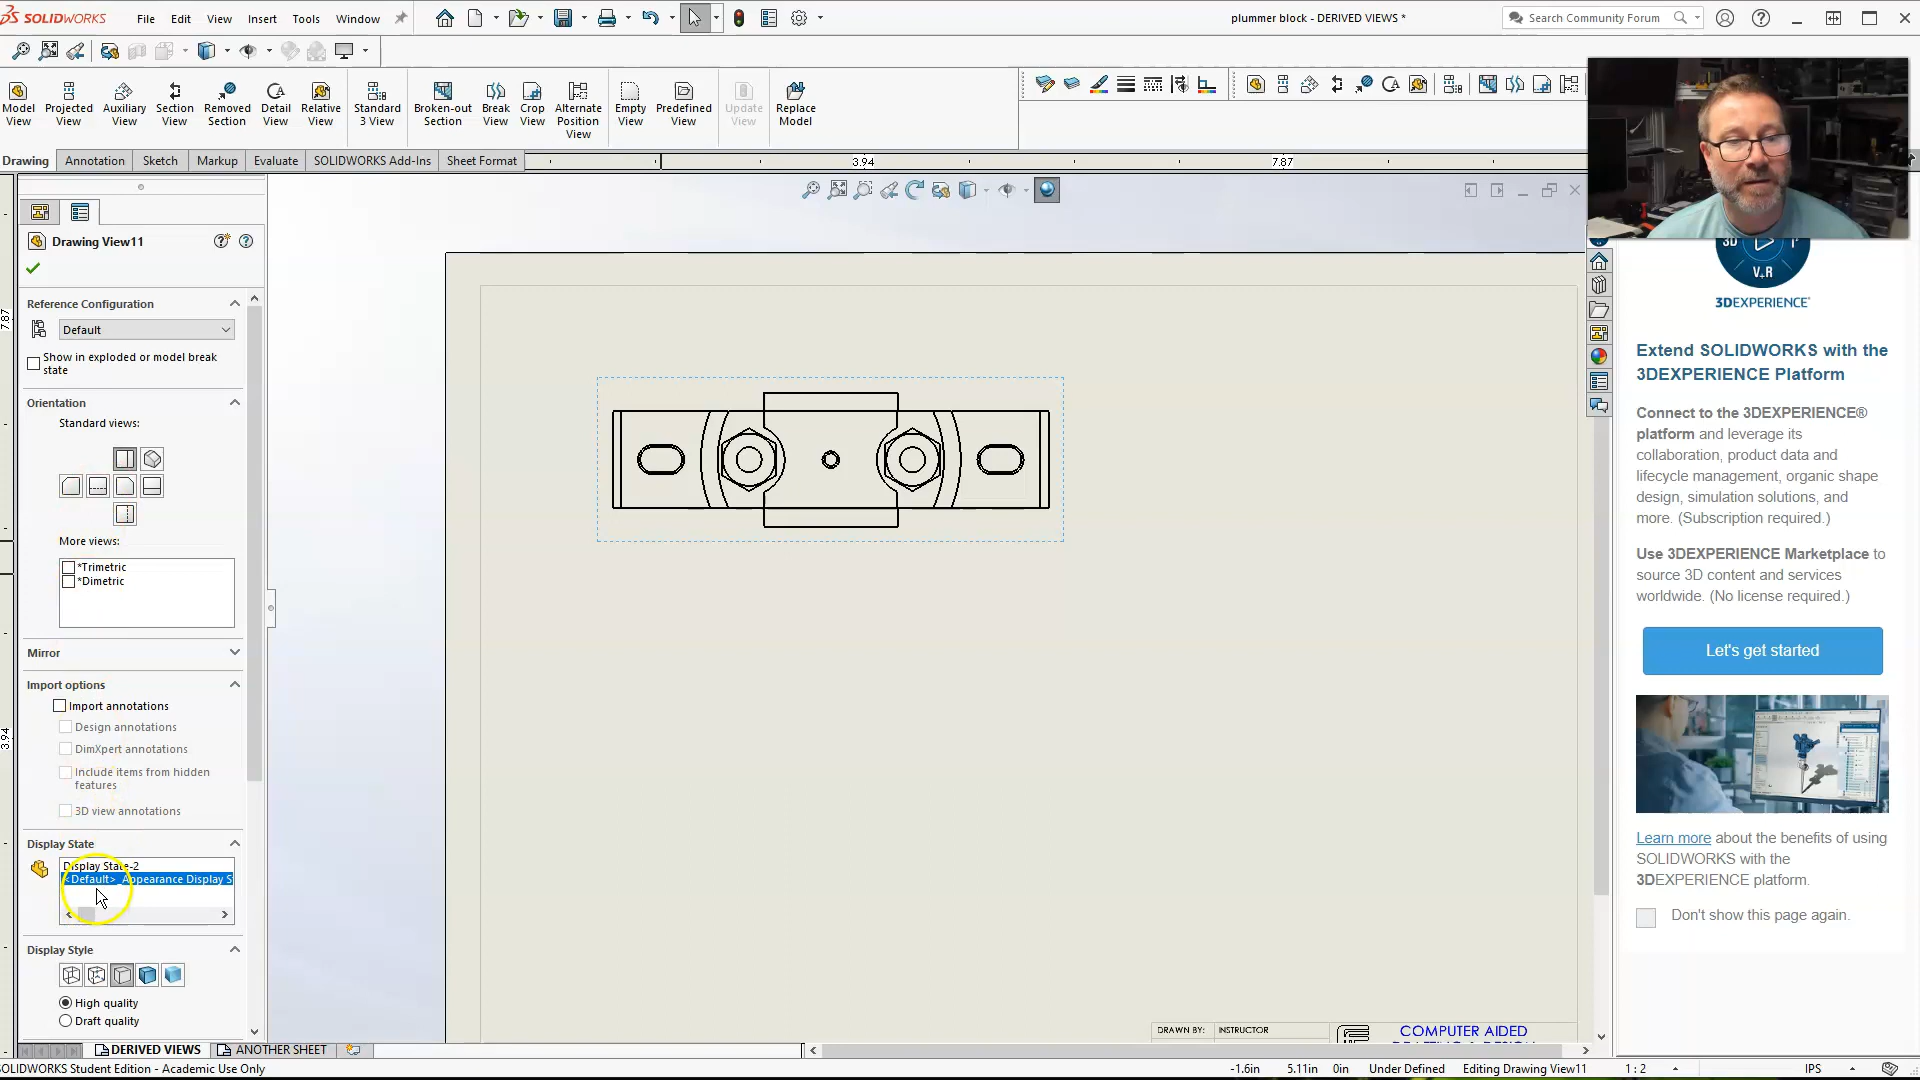 SOLIDWORKS File Edit View Insert Tools Window plummer block - DERIVED VIEWS * Search Community Forum
Model View Projected View Auxiliary View Section View Removed Section Detail View Relative View Standard 3 View Broken-out Section Break View Crop View Alternate Position View Empty View Predefined View Update View Replace Model
Drawing Annotation Sketch Markup Evaluate SOLIDWORKS Add-Ins Sheet Format 3.94 7.87
7.87
3.94
Drawing View11
Reference Configuration
Default
Show in exploded or model break
state
Orientation
Standard views:
More views:
*Trimetric
*Dimetric
Mirror
Import options
Import annotations
Design annotations
DimXpert annotations
Include items from hidden
features
3D view annotations
Display State
Display State-2
<Default>_Appearance Display S
Display Style
High quality
Draft quality
DRAWN BY: INSTRUCTOR
COMPUTER AIDED
3D
V+R
3DEXPERIENCE®
Extend SOLIDWORKS with the
3DEXPERIENCE Platform
Connect to the 3DEXPERIENCE®
platform and leverage its
collaboration, product data and
lifecycle management, organic shape
design, simulation solutions, and
more. (Subscription required.)
Use 3DEXPERIENCE Marketplace to
source 3D content and services
worldwide. (No license required.)
Let's get started
Learn more about the benefits of using
SOLIDWORKS with the
3DEXPERIENCE platform.
Don't show this page again.
DERIVED VIEWS ANOTHER SHEET
SOLIDWORKS Student Edition - Academic Use Only -1.6in 5.11in 0in Under Defined Editing Drawing View11 1 : 2 IPS